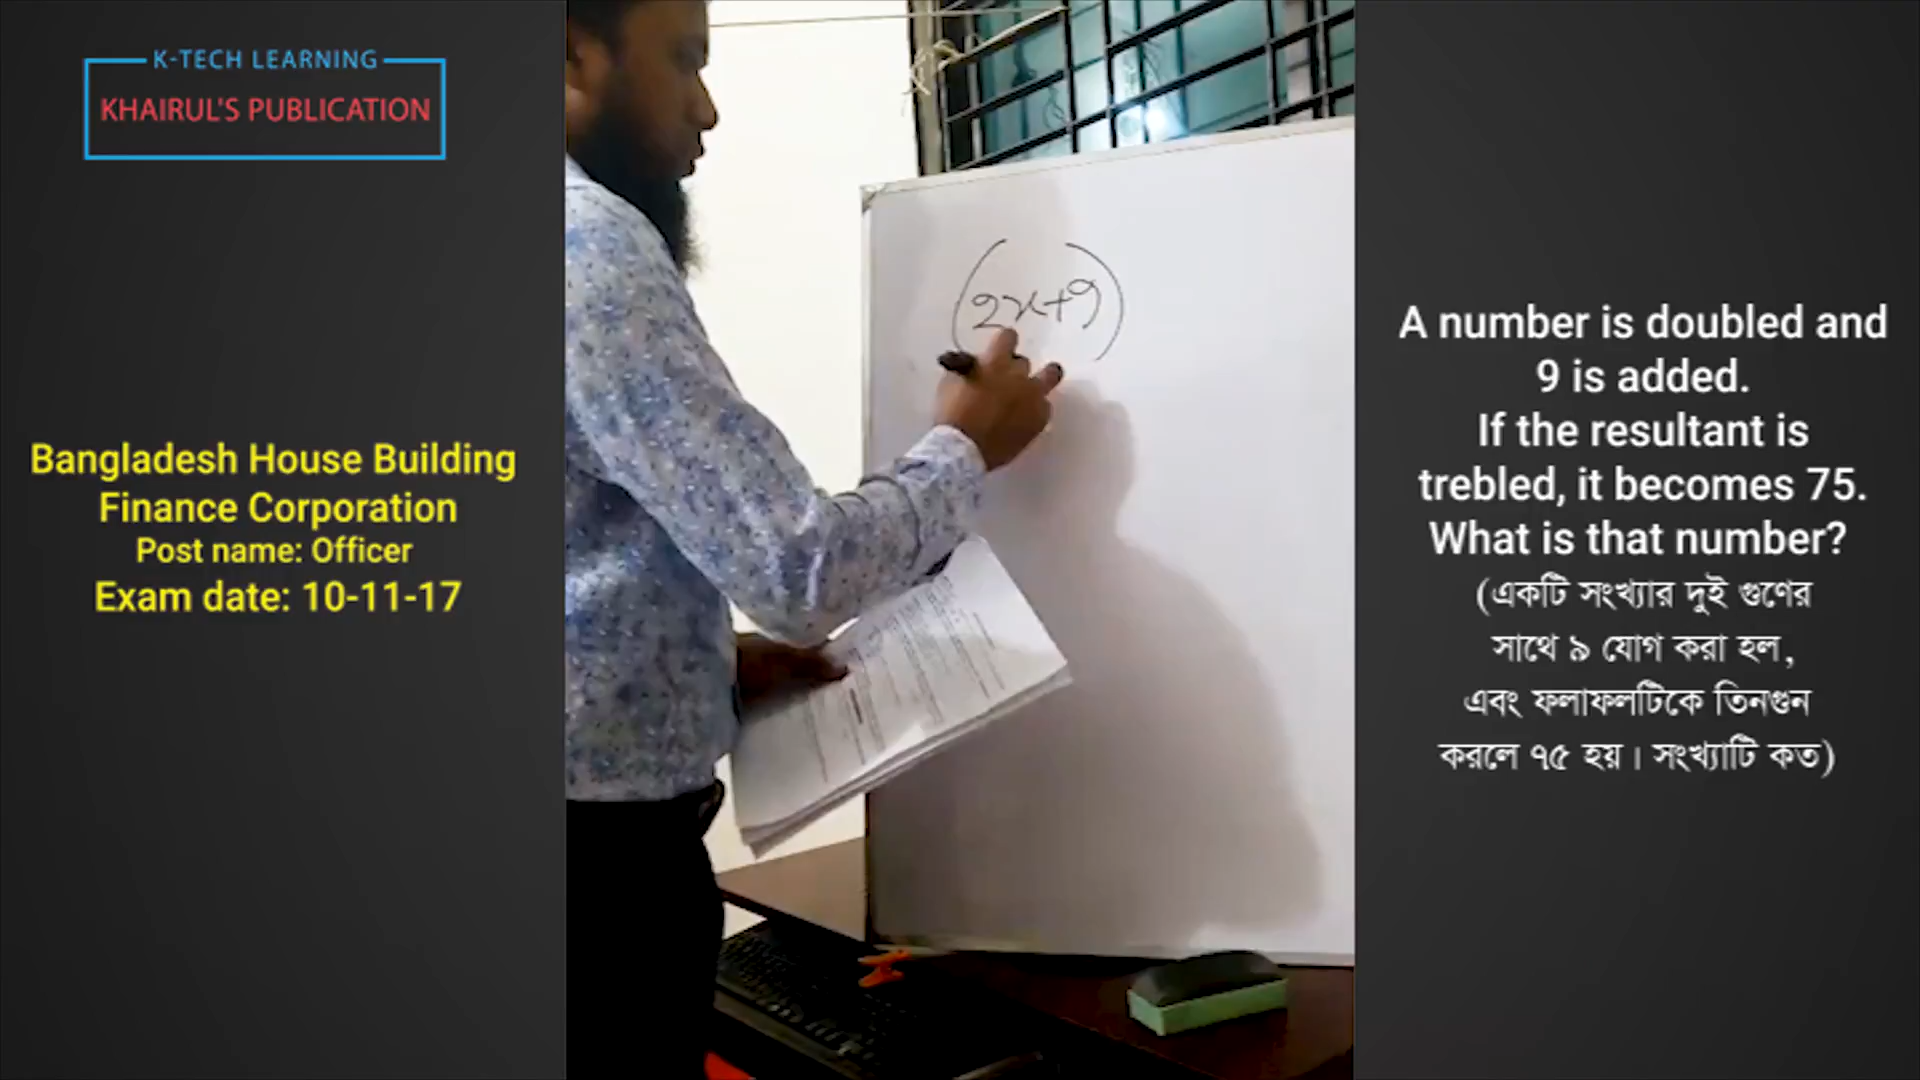 K-TECH LEARNING
KHAIRUL'S PUBLICATION
Bangladesh House Building
Finance Corporation
Post name: Officer
Exam date: 10-11-17
(2x+9)
A number is doubled and
9 is added.
If the resultant is
trebled, it becomes 75.
What is that number?
(একটি সংখ্যার দুই গুণের
সাথে ৯ যোগ করা হল,
এবং ফলাফলটিকে তিনগুন
করলে ৭৫ হয়। সংখ্যাটি কত)